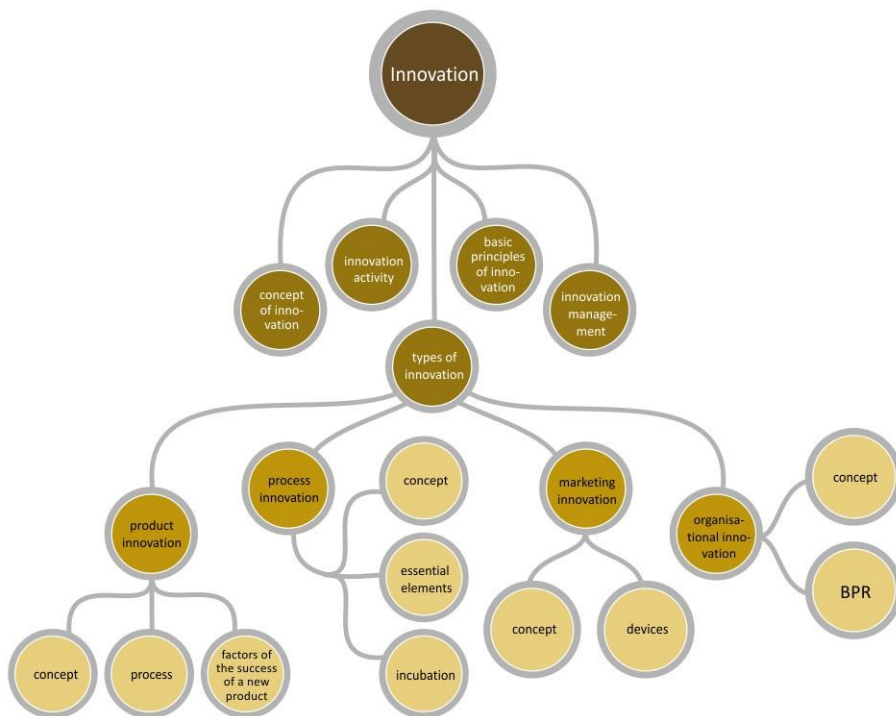 Innovation
concept
of inno-
vation
innovation
activity
basic
principles
of inno-
vation
innovation
manage-
ment
types of
innovation
product
innovation
process
innovation
marketing
innovation
organisa-
tional inno-
vation
concept
process
factors of
the success
of a new
product
concept
essential
elements
incubation
concept
devices
concept
BPR